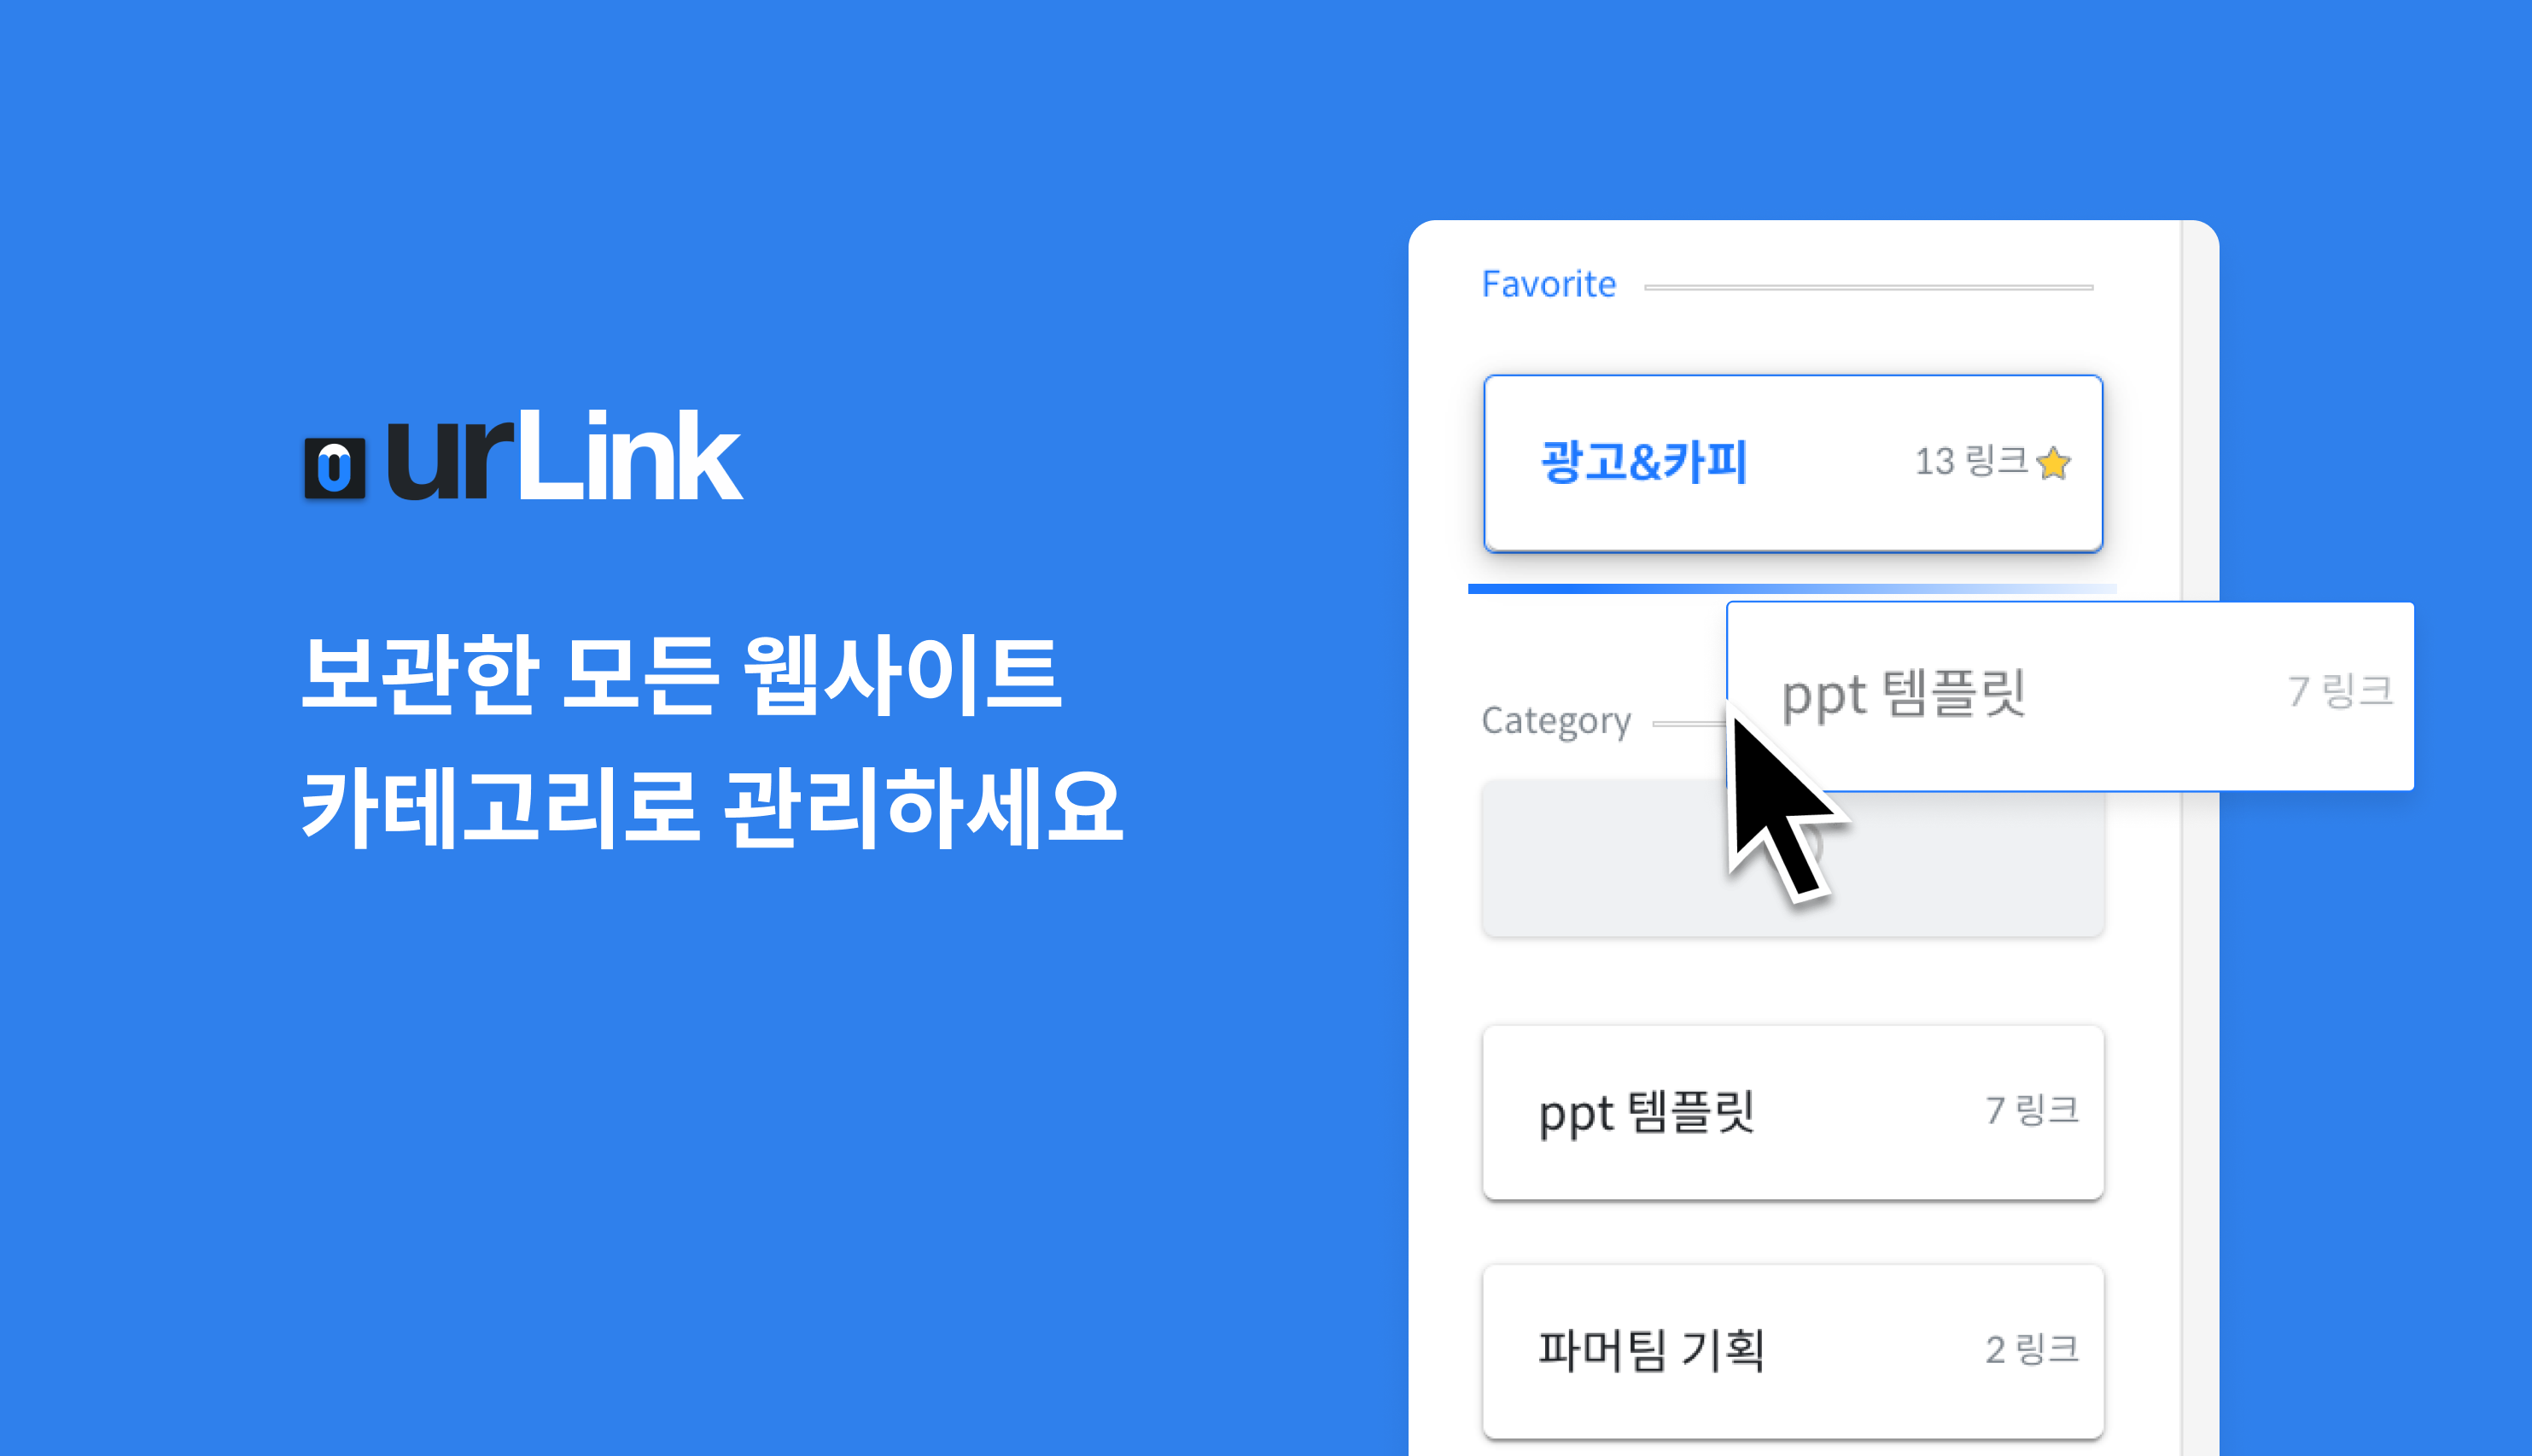 urLink
보관한 모든 웹사이트
카테고리로 관리하세요
Favorite
광고&카피 13 링크
ppt 템플릿 7 링크
Category
ppt 템플릿 7 링크
파머팀 기획 2 링크